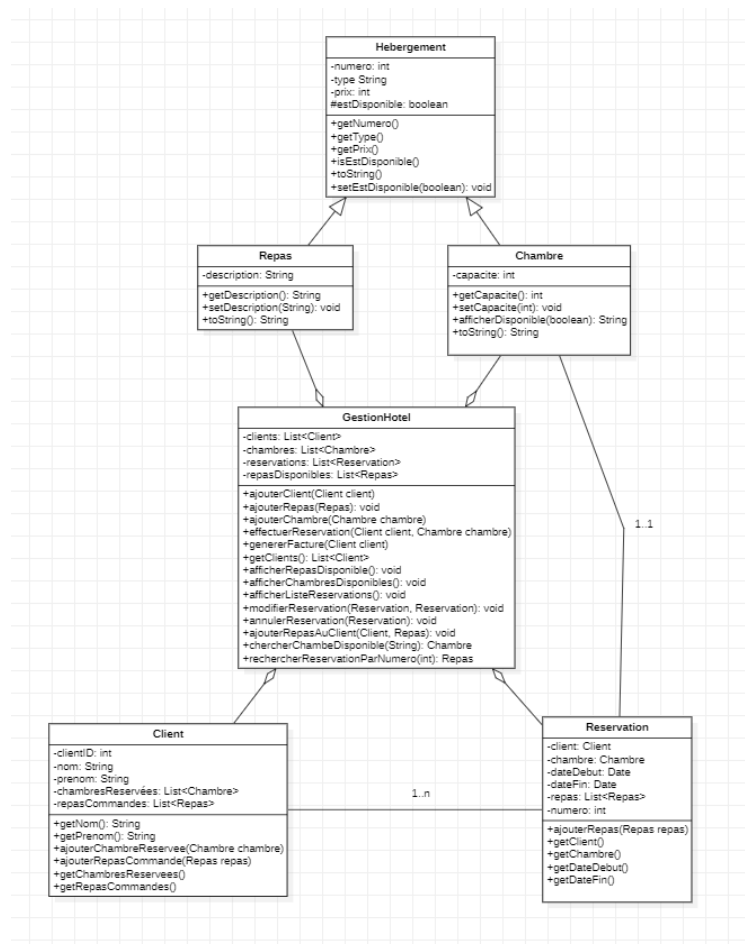 Hebergement
-numero: int
-type String
-prix: int
#estDisponible: boolean
+getNumero()
+getType()
+getPrix()
+isEstDisponible()
+toString()
+setEstDisponible(boolean): void
Repas
-description: String
+getDescription(): String
+setDescription(String): void
+toString(): String
Chambre
-capacite: int
+getCapacite(): int
+setCapacite(int): void
+afficherDisponible(boolean): String
+toString(): String
GestionHotel
-clients: List<Client>
-chambres: List<Chambre>
-reservations: List<Reservation>
-repasDisponibles: List<Repas>
+ajouterClient(Client client)
+ajouterRepas(Repas): void
+ajouterChambre(Chambre chambre)
+effectuerReservation(Client client, Chambre chambre)
+genererFacture(Client client)
+getClients(): List<Client>
+afficherRepasDisponible(): void
+afficherChambresDisponibles(): void
+afficherListeReservations(): void
+modifierReservation(Reservation, Reservation): void
+annulerReservation(Reservation): void
+ajouterRepasAuClient(Client, Repas): void
+chercherChambeDisponible(String): Chambre
+rechercherReservationParNumero(int): Repas
1..1
Client
-clientID: int
-nom: String
-prenom: String
-chambresReservées: List<Chambre>
-repasCommandes: List<Repas>
+getNom(): String
+getPrenom(): String
+ajouterChambreReservee(Chambre chambre)
+ajouterRepasCommande(Repas repas)
+getChambresReservees()
+getRepasCommandes()
1..n
Reservation
-client: Client
-chambre: Chambre
-dateDebut: Date
-dateFin: Date
-repas: List<Repas>
-numero: int
+ajouterRepas(Repas repas)
+getClient()
+getChambre()
+getDateDebut()
+getDateFin()